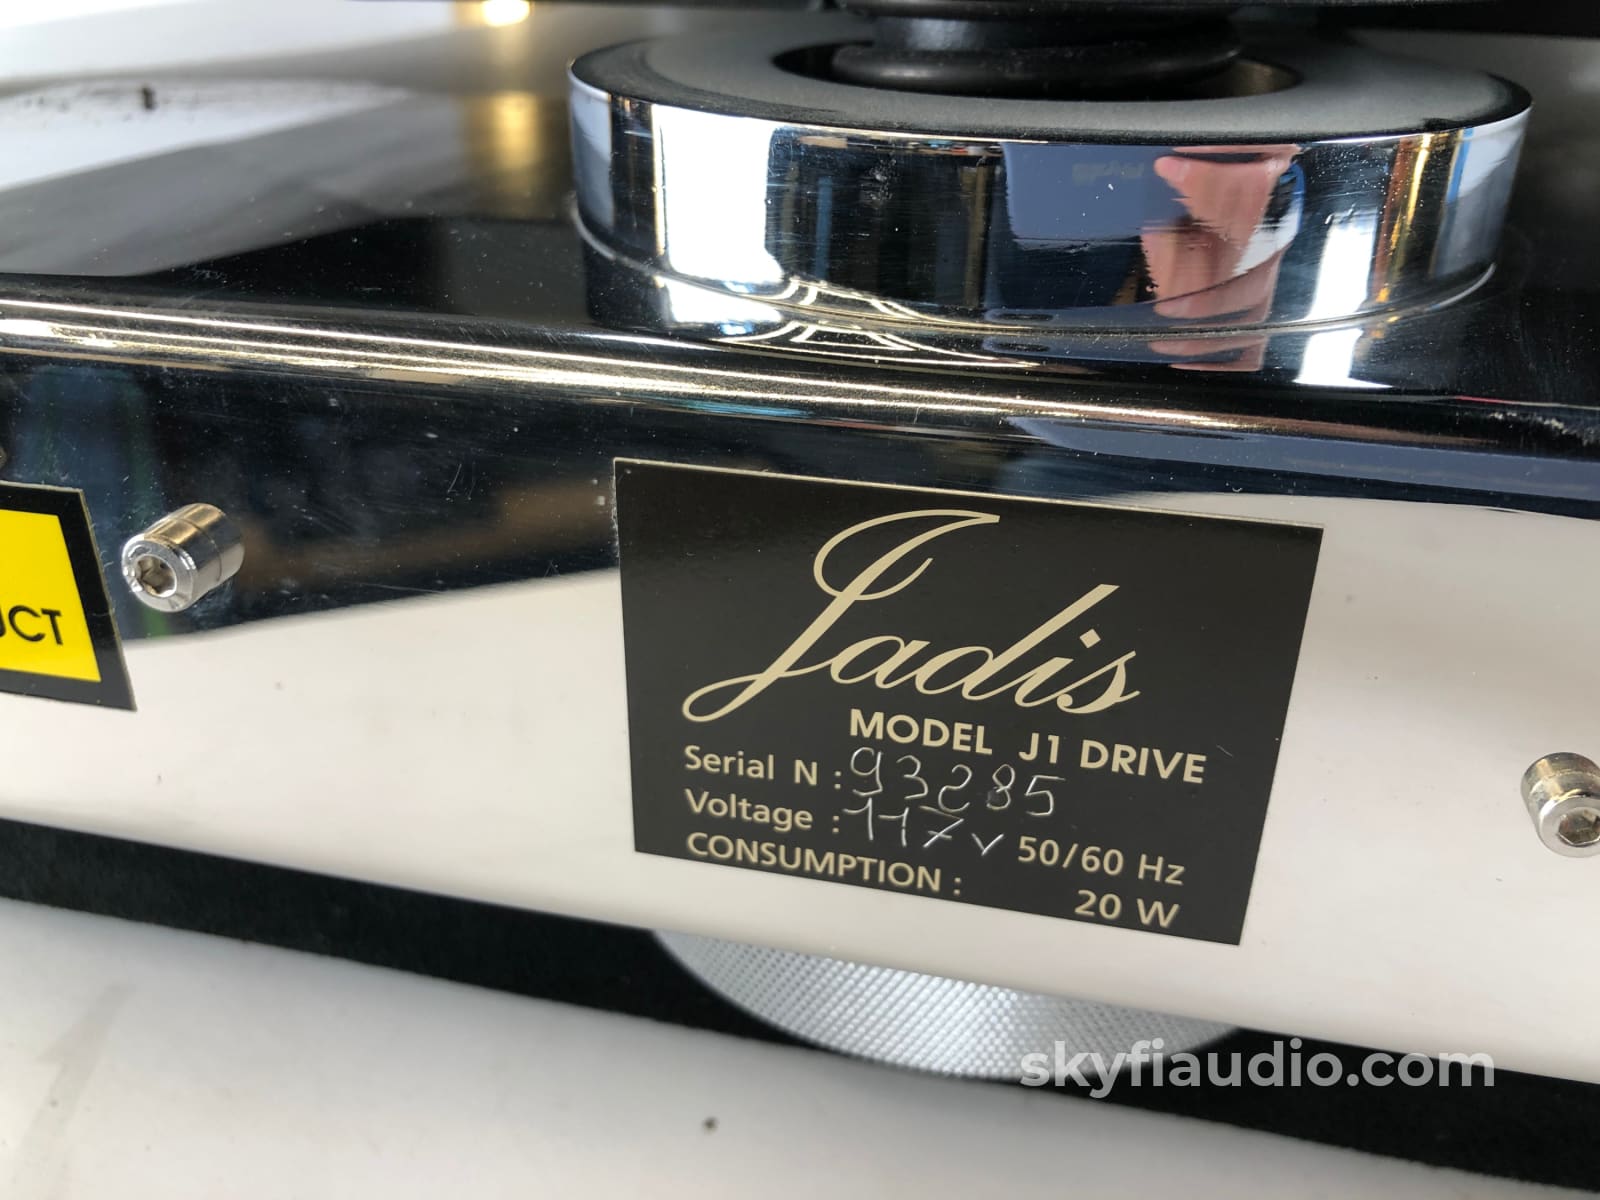 UCT
Jadis
MODEL J1 DRIVE
Serial N : 93285
Voltage : 117v 50/60 Hz
CONSUMPTION : 20 W
skyfiaudio.com